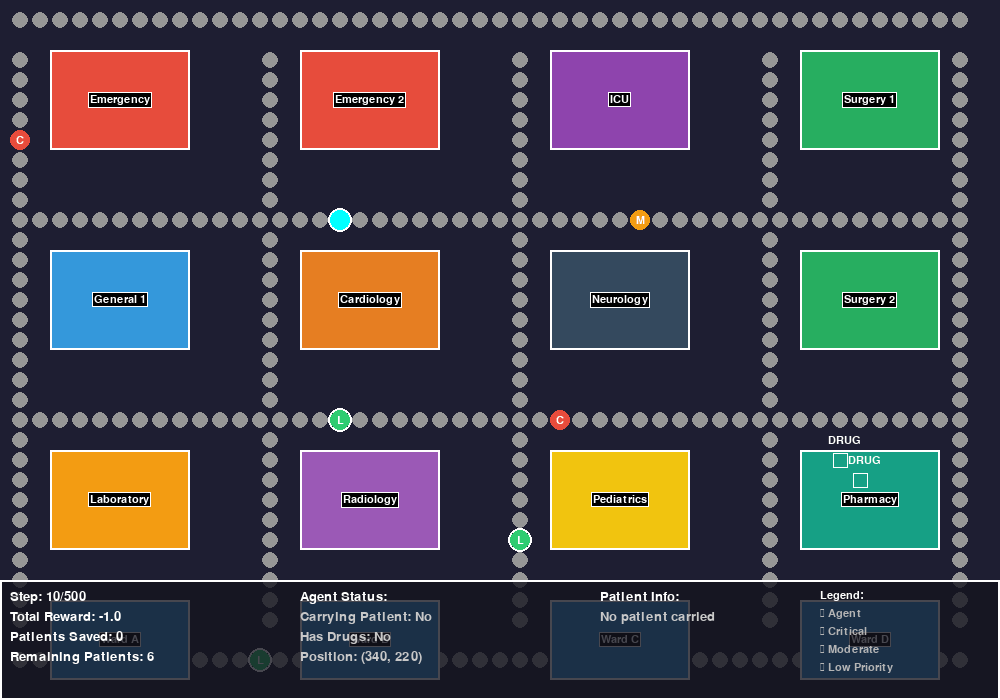 Emergency
Emergency 2
ICU
Surgery 1
C
M
General 1
Cardiology
Neurology
Surgery 2
L
C
DRUG
DRUG
Laboratory
Radiology
Pediatrics
Pharmacy
L
Step: 10/500
Total Reward: -1.0
Patients Saved: 0
Remaining Patients: 6
Agent Status:
Carrying Patient: No
Has Drugs: No
Position: (340, 220)
Patient Info:
No patient carried
Legend:
Agent
Critical
Moderate
Low Priority
Ward C
Ward D
L